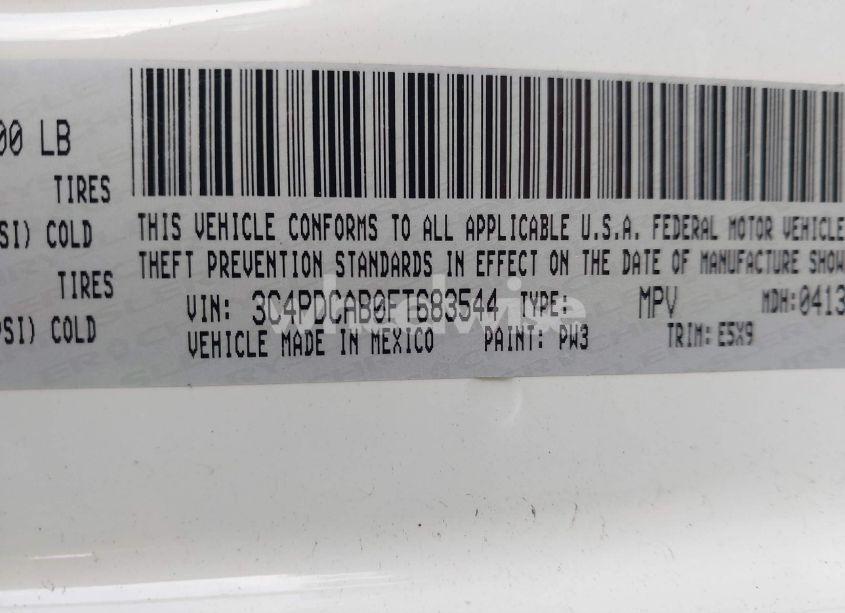 00 LB
TIRES
SI) COLD
TIRES
PSI) COLD
THIS VEHICLE CONFORMS TO ALL APPLICABLE U.S.A. FEDERAL MOTOR VEHICLE
THEFT PREVENTION STANDARDS IN EFFECT ON THE DATE OF MANUFACTURE SHOW
VIN: 3C4PDCAB0FT683544 TYPE: MPV MDH:0413
VEHICLE MADE IN MEXICO PAINT: PW3 TRIM: E5X9